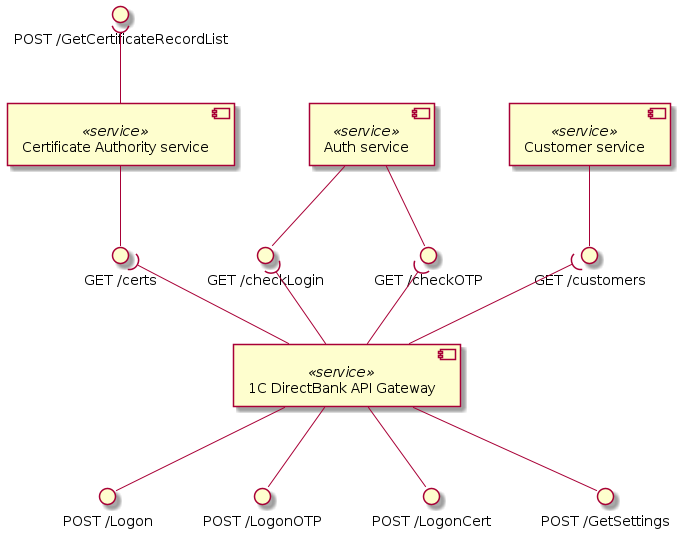 POST /GetCertificateRecordList
«service»
Certificate Authority service
«service»
Auth service
«service»
Customer service
GET /certs
GET /checkLogin
GET /checkOTP
GET /customers
«service»
1C DirectBank API Gateway
POST /Logon
POST /LogonOTP
POST /LogonCert
POST /GetSettings